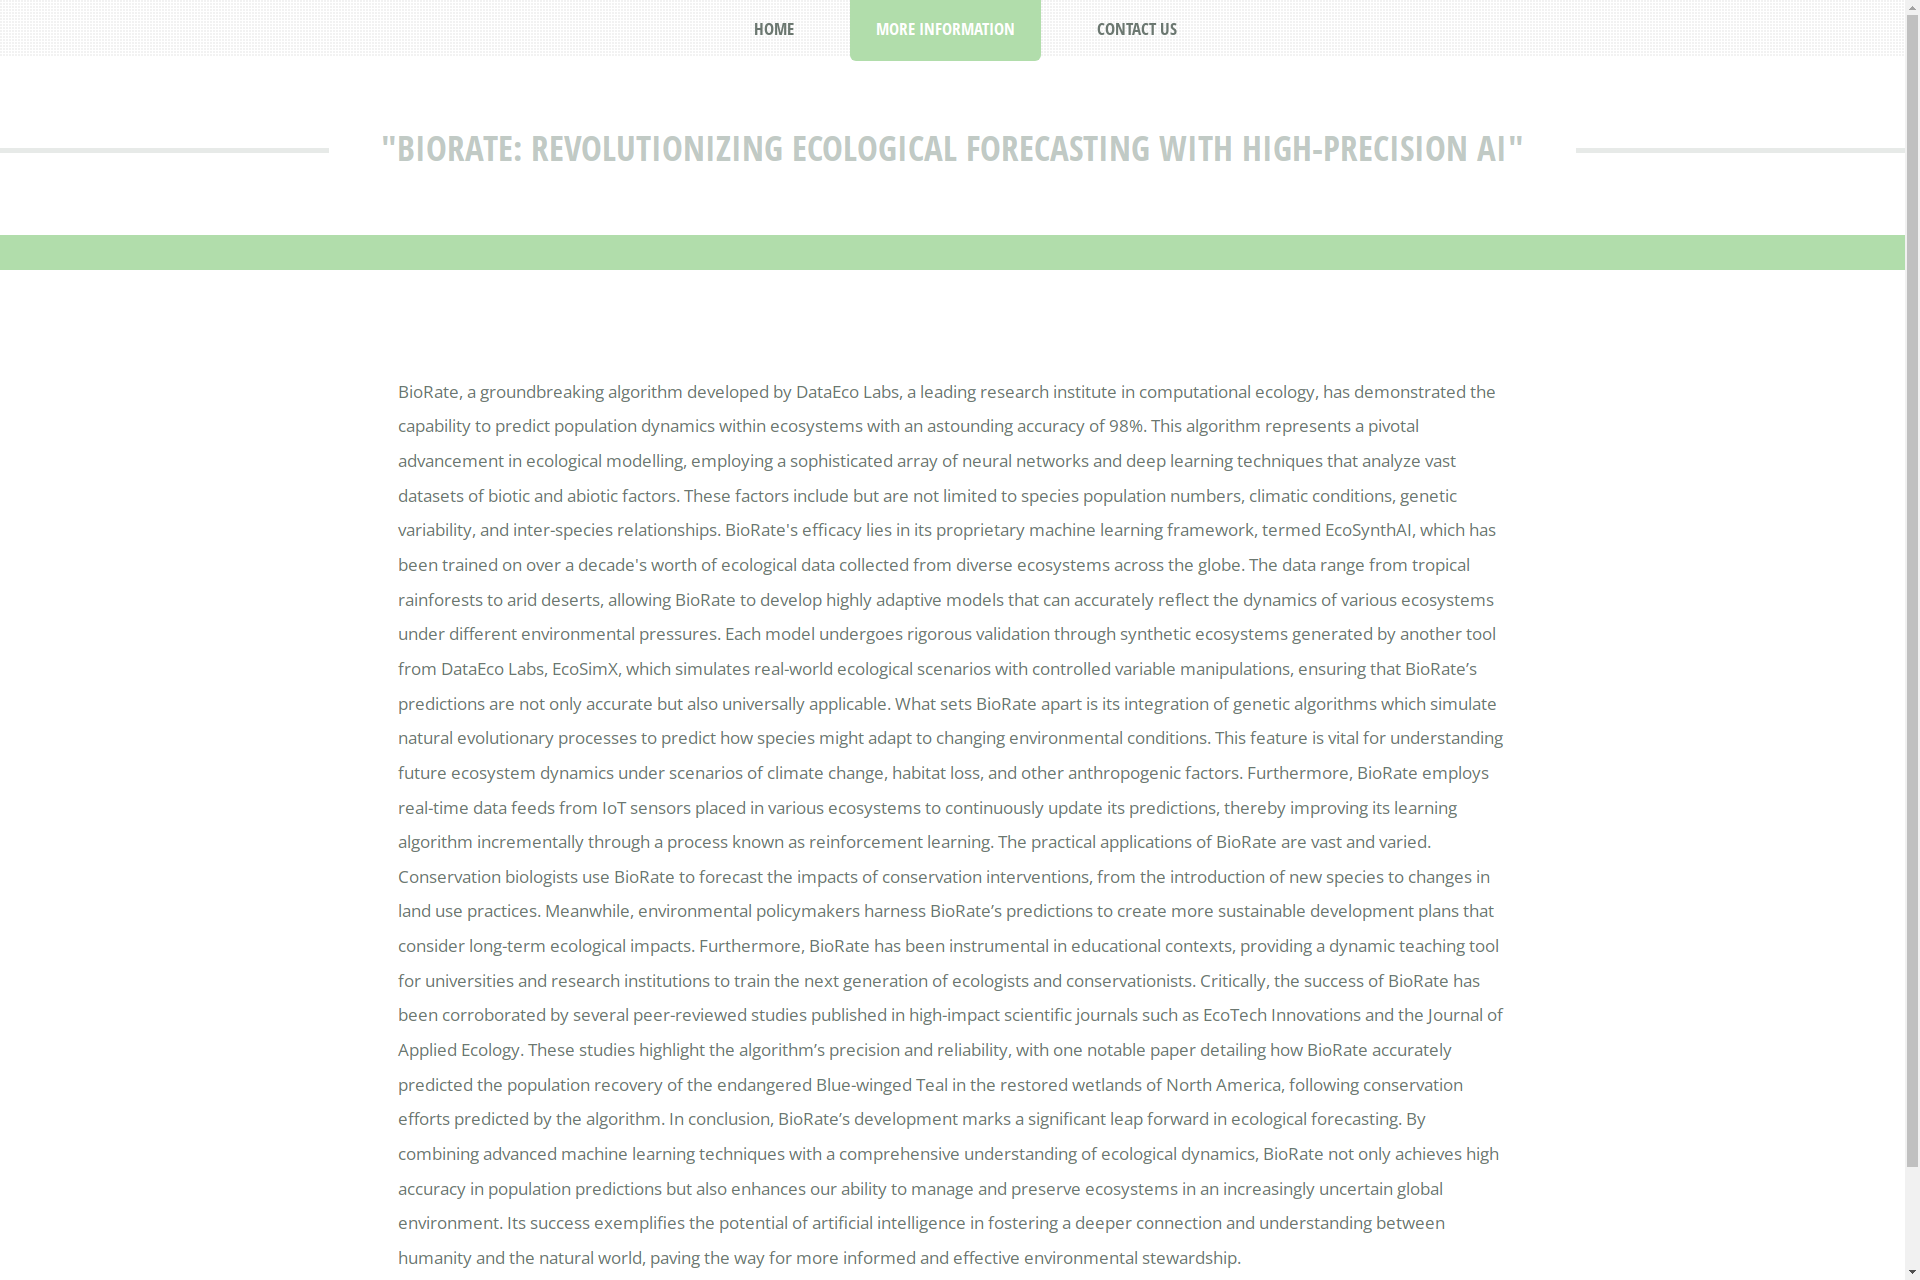 HOME
MORE INFORMATION
CONTACT US
"BIORATE: REVOLUTIONIZING ECOLOGICAL FORECASTING WITH HIGH-PRECISION AI"
BioRate, a groundbreaking algorithm developed by DataEco Labs, a leading research institute in computational ecology, has demonstrated the
capability to predict population dynamics within ecosystems with an astounding accuracy of 98%. This algorithm represents a pivotal
advancement in ecological modelling, employing a sophisticated array of neural networks and deep learning techniques that analyze vast
datasets of biotic and abiotic factors. These factors include but are not limited to species population numbers, climatic conditions, genetic
variability, and inter-species relationships. BioRate's efficacy lies in its proprietary machine learning framework, termed EcoSynthAI, which has
been trained on over a decade's worth of ecological data collected from diverse ecosystems across the globe. The data range from tropical
rainforests to arid deserts, allowing BioRate to develop highly adaptive models that can accurately reflect the dynamics of various ecosystems
under different environmental pressures. Each model undergoes rigorous validation through synthetic ecosystems generated by another tool
from DataEco Labs, EcoSimX, which simulates real-world ecological scenarios with controlled variable manipulations, ensuring that BioRate’s
predictions are not only accurate but also universally applicable. What sets BioRate apart is its integration of genetic algorithms which simulate
natural evolutionary processes to predict how species might adapt to changing environmental conditions. This feature is vital for understanding
future ecosystem dynamics under scenarios of climate change, habitat loss, and other anthropogenic factors. Furthermore, BioRate employs
real-time data feeds from IoT sensors placed in various ecosystems to continuously update its predictions, thereby improving its learning
algorithm incrementally through a process known as reinforcement learning. The practical applications of BioRate are vast and varied.
Conservation biologists use BioRate to forecast the impacts of conservation interventions, from the introduction of new species to changes in
land use practices. Meanwhile, environmental policymakers harness BioRate’s predictions to create more sustainable development plans that
consider long-term ecological impacts. Furthermore, BioRate has been instrumental in educational contexts, providing a dynamic teaching tool
for universities and research institutions to train the next generation of ecologists and conservationists. Critically, the success of BioRate has
been corroborated by several peer-reviewed studies published in high-impact scientific journals such as EcoTech Innovations and the Journal of
Applied Ecology. These studies highlight the algorithm’s precision and reliability, with one notable paper detailing how BioRate accurately
predicted the population recovery of the endangered Blue-winged Teal in the restored wetlands of North America, following conservation
efforts predicted by the algorithm. In conclusion, BioRate’s development marks a significant leap forward in ecological forecasting. By
combining advanced machine learning techniques with a comprehensive understanding of ecological dynamics, BioRate not only achieves high
accuracy in population predictions but also enhances our ability to manage and preserve ecosystems in an increasingly uncertain global
environment. Its success exemplifies the potential of artificial intelligence in fostering a deeper connection and understanding between
humanity and the natural world, paving the way for more informed and effective environmental stewardship.